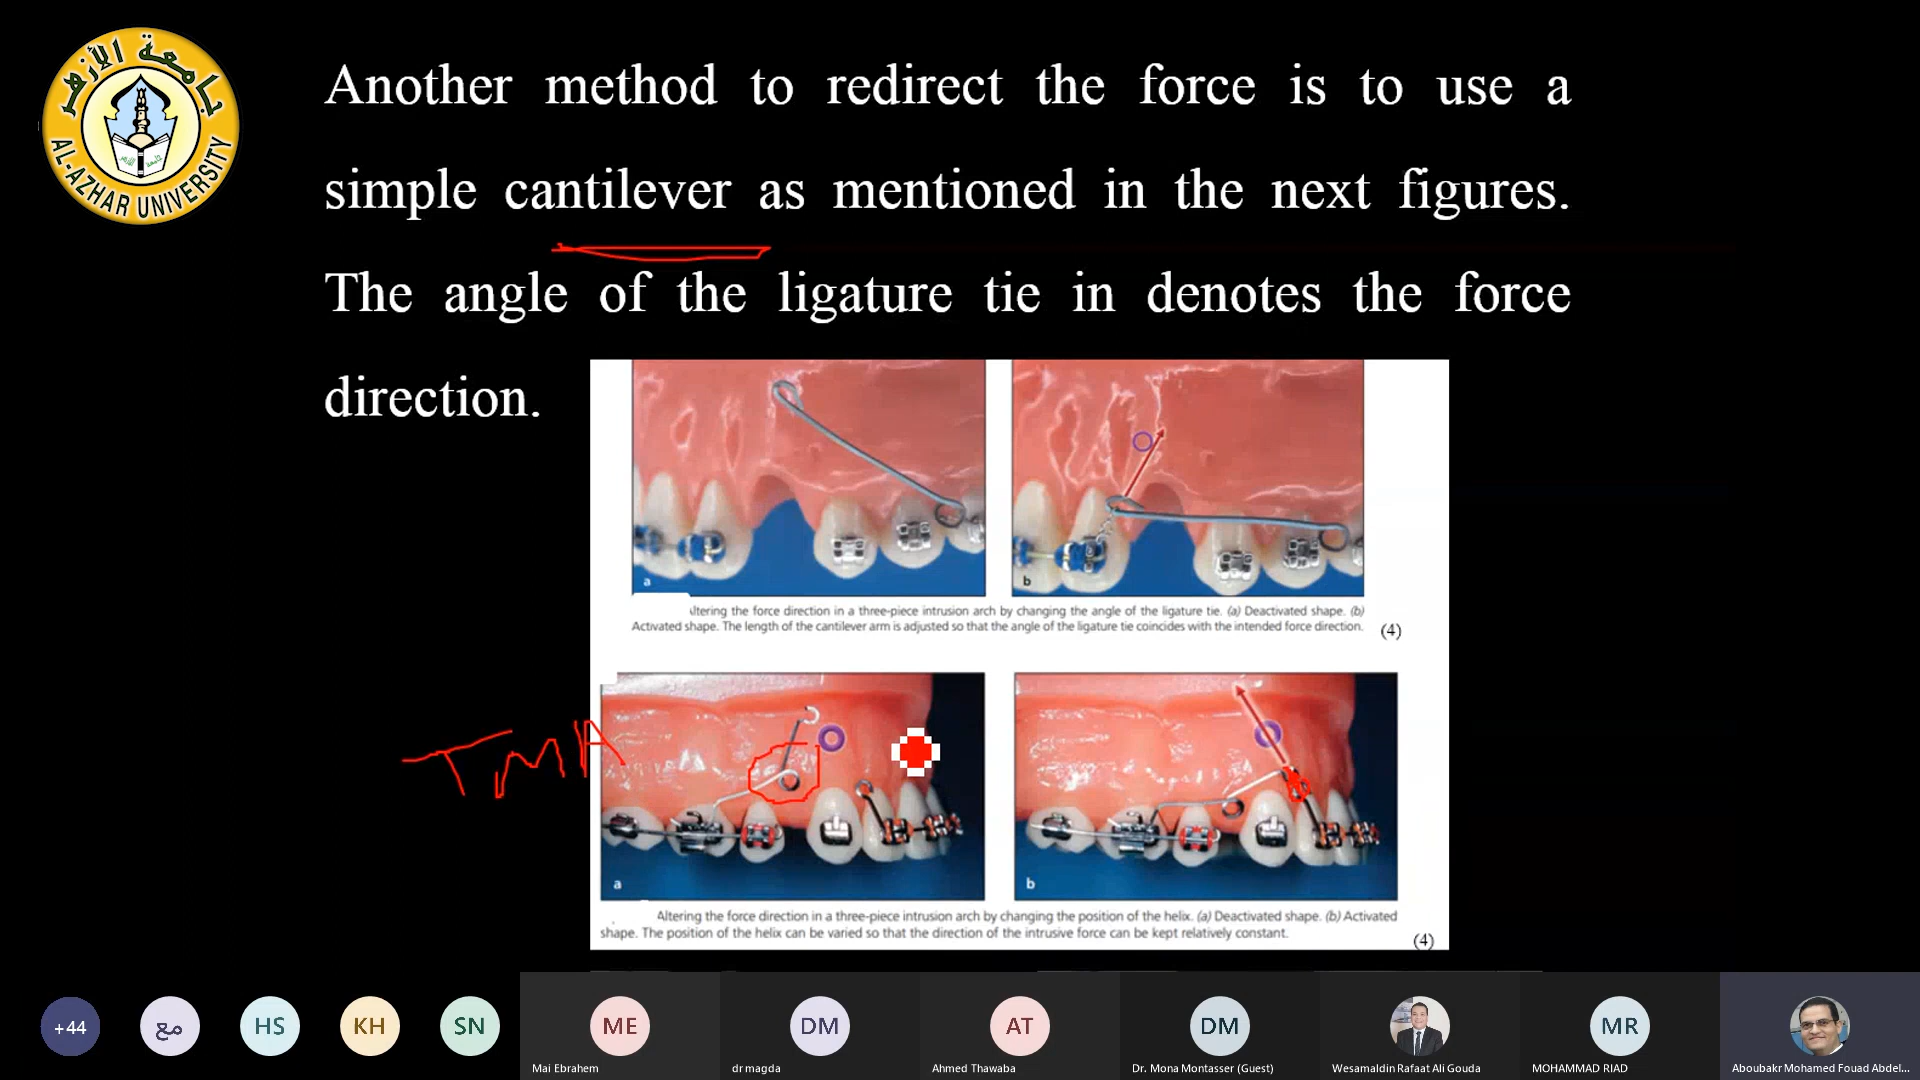 جامعة الأزهر
AL-AZHAR UNIVERSITY
Another method to redirect the force is to use a
simple cantilever as mentioned in the next figures.
The angle of the ligature tie in denotes the force
direction.
a
b
ltering the force direction in a three-piece intrusion arch by changing the angle of the ligature tie. (a) Deactivated shape. (b)
Activated shape. The length of the cantilever arm is adjusted so that the angle of the ligature tie coincides with the intended force direction.
(4)
TMA
a
b
Altering the force direction in a three-piece intrusion arch by changing the position of the helix. (a) Deactivated shape. (b) Activated
shape. The position of the helix can be varied so that the direction of the intrusive force can be kept relatively constant.
(4)
+44
مع
HS
KH
SN
ME
DM
AT
DM
MR
Mai Ebrahem
dr magda
Ahmed Thawaba
Dr. Mona Montasser (Guest)
Wesamaldin Rafaat Ali Gouda
MOHAMMAD RIAD
Aboubakr Mohamed Fouad Abdel...